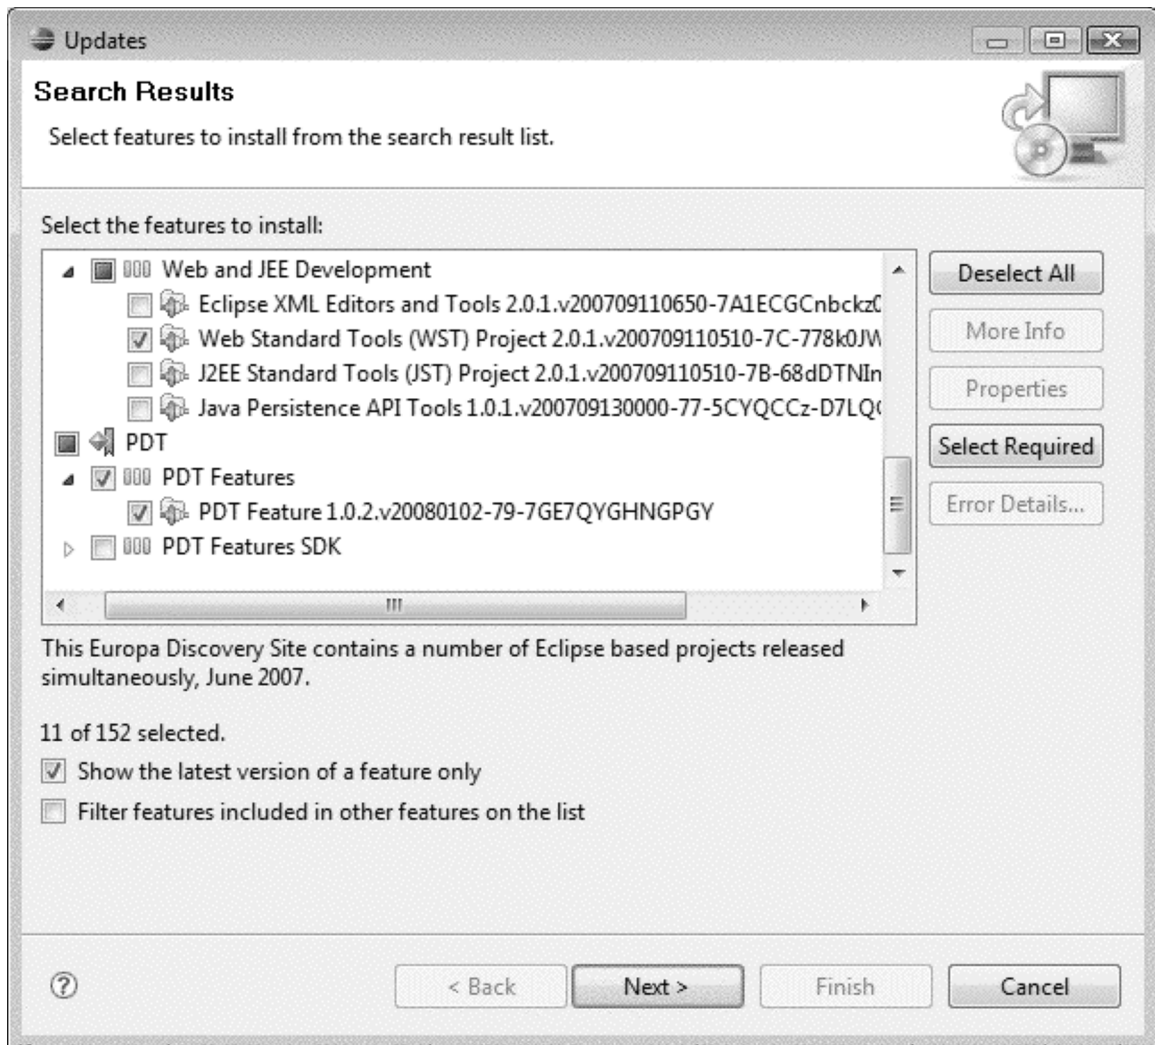 Updates
Search Results
Select features to install from the search result list.
Select the features to install:
Web and JEE Development
Eclipse XML Editors and Tools 2.0.1.v200709110650-7A1ECGCnbckz0
Web Standard Tools (WST) Project 2.0.1.v200709110510-7C-778k0JW
J2EE Standard Tools (JST) Project 2.0.1.v200709110510-7B-68dDTNIn
Java Persistence API Tools 1.0.1.v200709130000-77-5CYQCCz-D7LQ
PDT
PDT Features
PDT Feature 1.0.2.v20080102-79-7GE7QYGHNGPGY
PDT Features SDK
Deselect All
More Info
Properties
Select Required
Error Details...
This Europa Discovery Site contains a number of Eclipse based projects released
simultaneously, June 2007.
11 of 152 selected.
Show the latest version of a feature only
Filter features included in other features on the list
?
< Back
Next >
Finish
Cancel